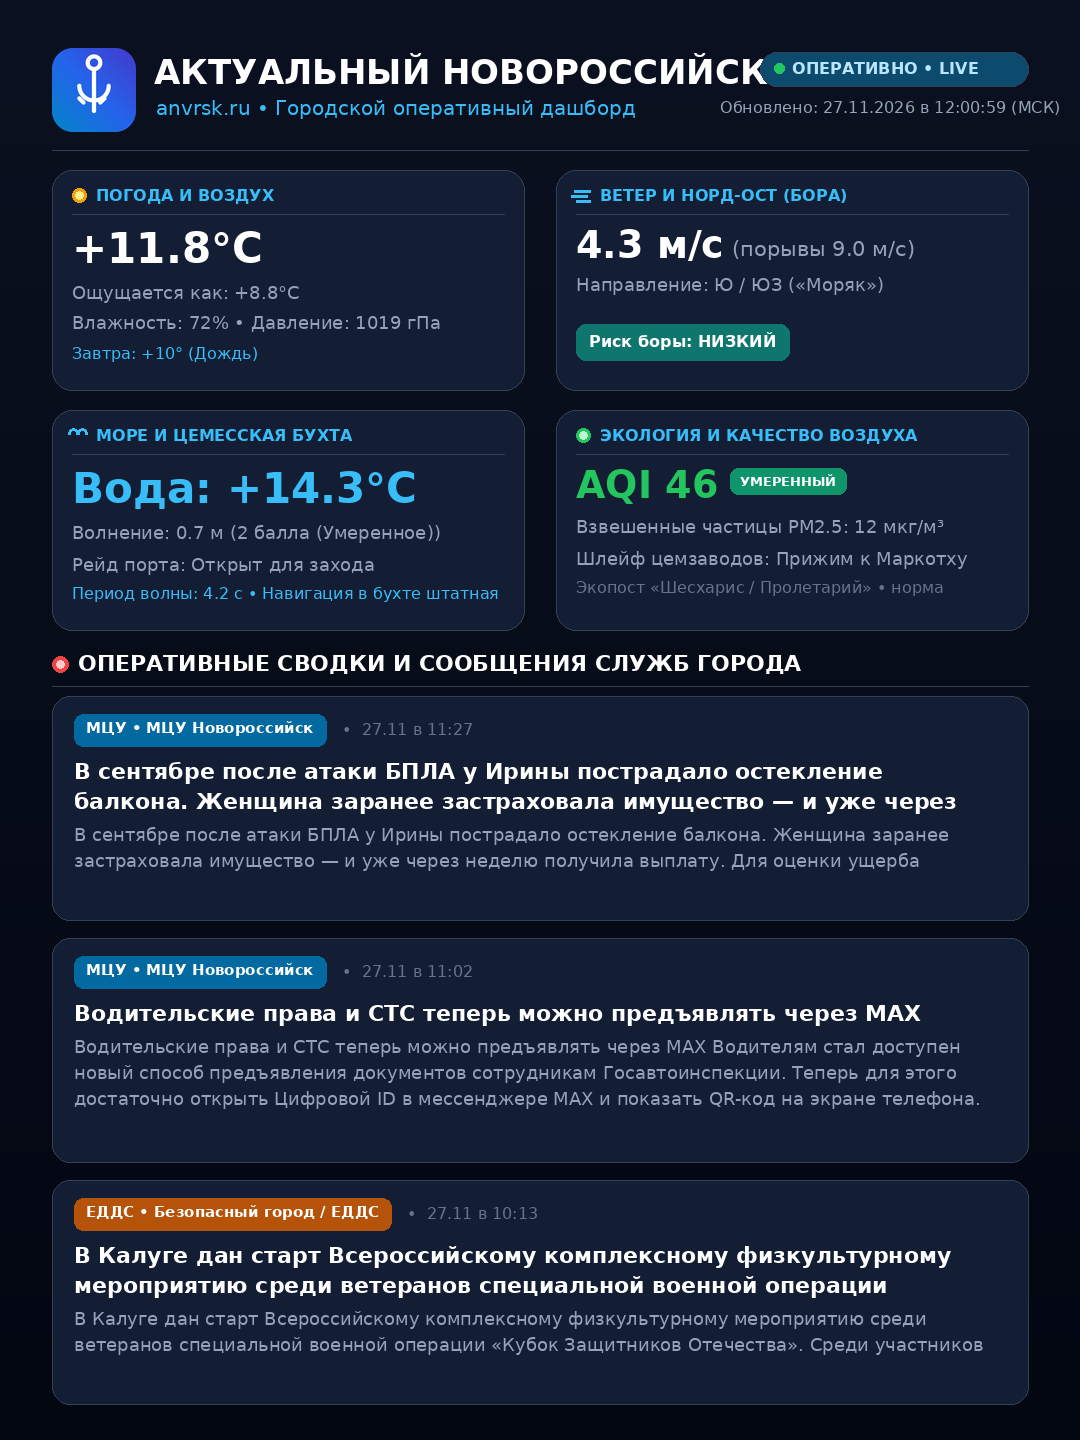 АКТУАЛЬНЫЙ НОВОРОССИЙСК
ОПЕРАТИВНО • LIVE
anvrsk.ru • Городской оперативный дашборд
Обновлено: 27.11.2026 в 12:00:59 (МСК)
ПОГОДА И ВОЗДУХ
+11.8°C
Ощущается как: +8.8°C
Влажность: 72% • Давление: 1019 гПа
Завтра: +10° (Дождь)
ВЕТЕР И НОРД-ОСТ (БОРА)
4.3 м/с (порывы 9.0 м/с)
Направление: Ю / ЮЗ («Моряк»)
Риск боры: НИЗКИЙ
МОРЕ И ЦЕМЕССКАЯ БУХТА
Вода: +14.3°C
Волнение: 0.7 м (2 балла (Умеренное))
Рейд порта: Открыт для захода
Период волны: 4.2 с • Навигация в бухте штатная
ЭКОЛОГИЯ И КАЧЕСТВО ВОЗДУХА
AQI 46 УМЕРЕННЫЙ
Взвешенные частицы PM2.5: 12 мкг/м³
Шлейф цемзаводов: Прижим к Маркотху
Экопост «Шесхарис / Пролетарий» • норма
ОПЕРАТИВНЫЕ СВОДКИ И СООБЩЕНИЯ СЛУЖБ ГОРОДА
МЦУ • МЦУ Новороссийск • 27.11 в 11:27
В сентябре после атаки БПЛА у Ирины пострадало остекление
балкона. Женщина заранее застраховала имущество — и уже через
В сентябре после атаки БПЛА у Ирины пострадало остекление балкона. Женщина заранее
застраховала имущество — и уже через неделю получила выплату. Для оценки ущерба
МЦУ • МЦУ Новороссийск • 27.11 в 11:02
Водительские права и СТС теперь можно предъявлять через MAX
Водительские права и СТС теперь можно предъявлять через MAX Водителям стал доступен
новый способ предъявления документов сотрудникам Госавтоинспекции. Теперь для этого
достаточно открыть Цифровой ID в мессенджере MAX и показать QR-код на экране телефона.
ЕДДС • Безопасный город / ЕДДС • 27.11 в 10:13
В Калуге дан старт Всероссийскому комплексному физкультурному
мероприятию среди ветеранов специальной военной операции
В Калуге дан старт Всероссийскому комплексному физкультурному мероприятию среди
ветеранов специальной военной операции «Кубок Защитников Отечества». Среди участников